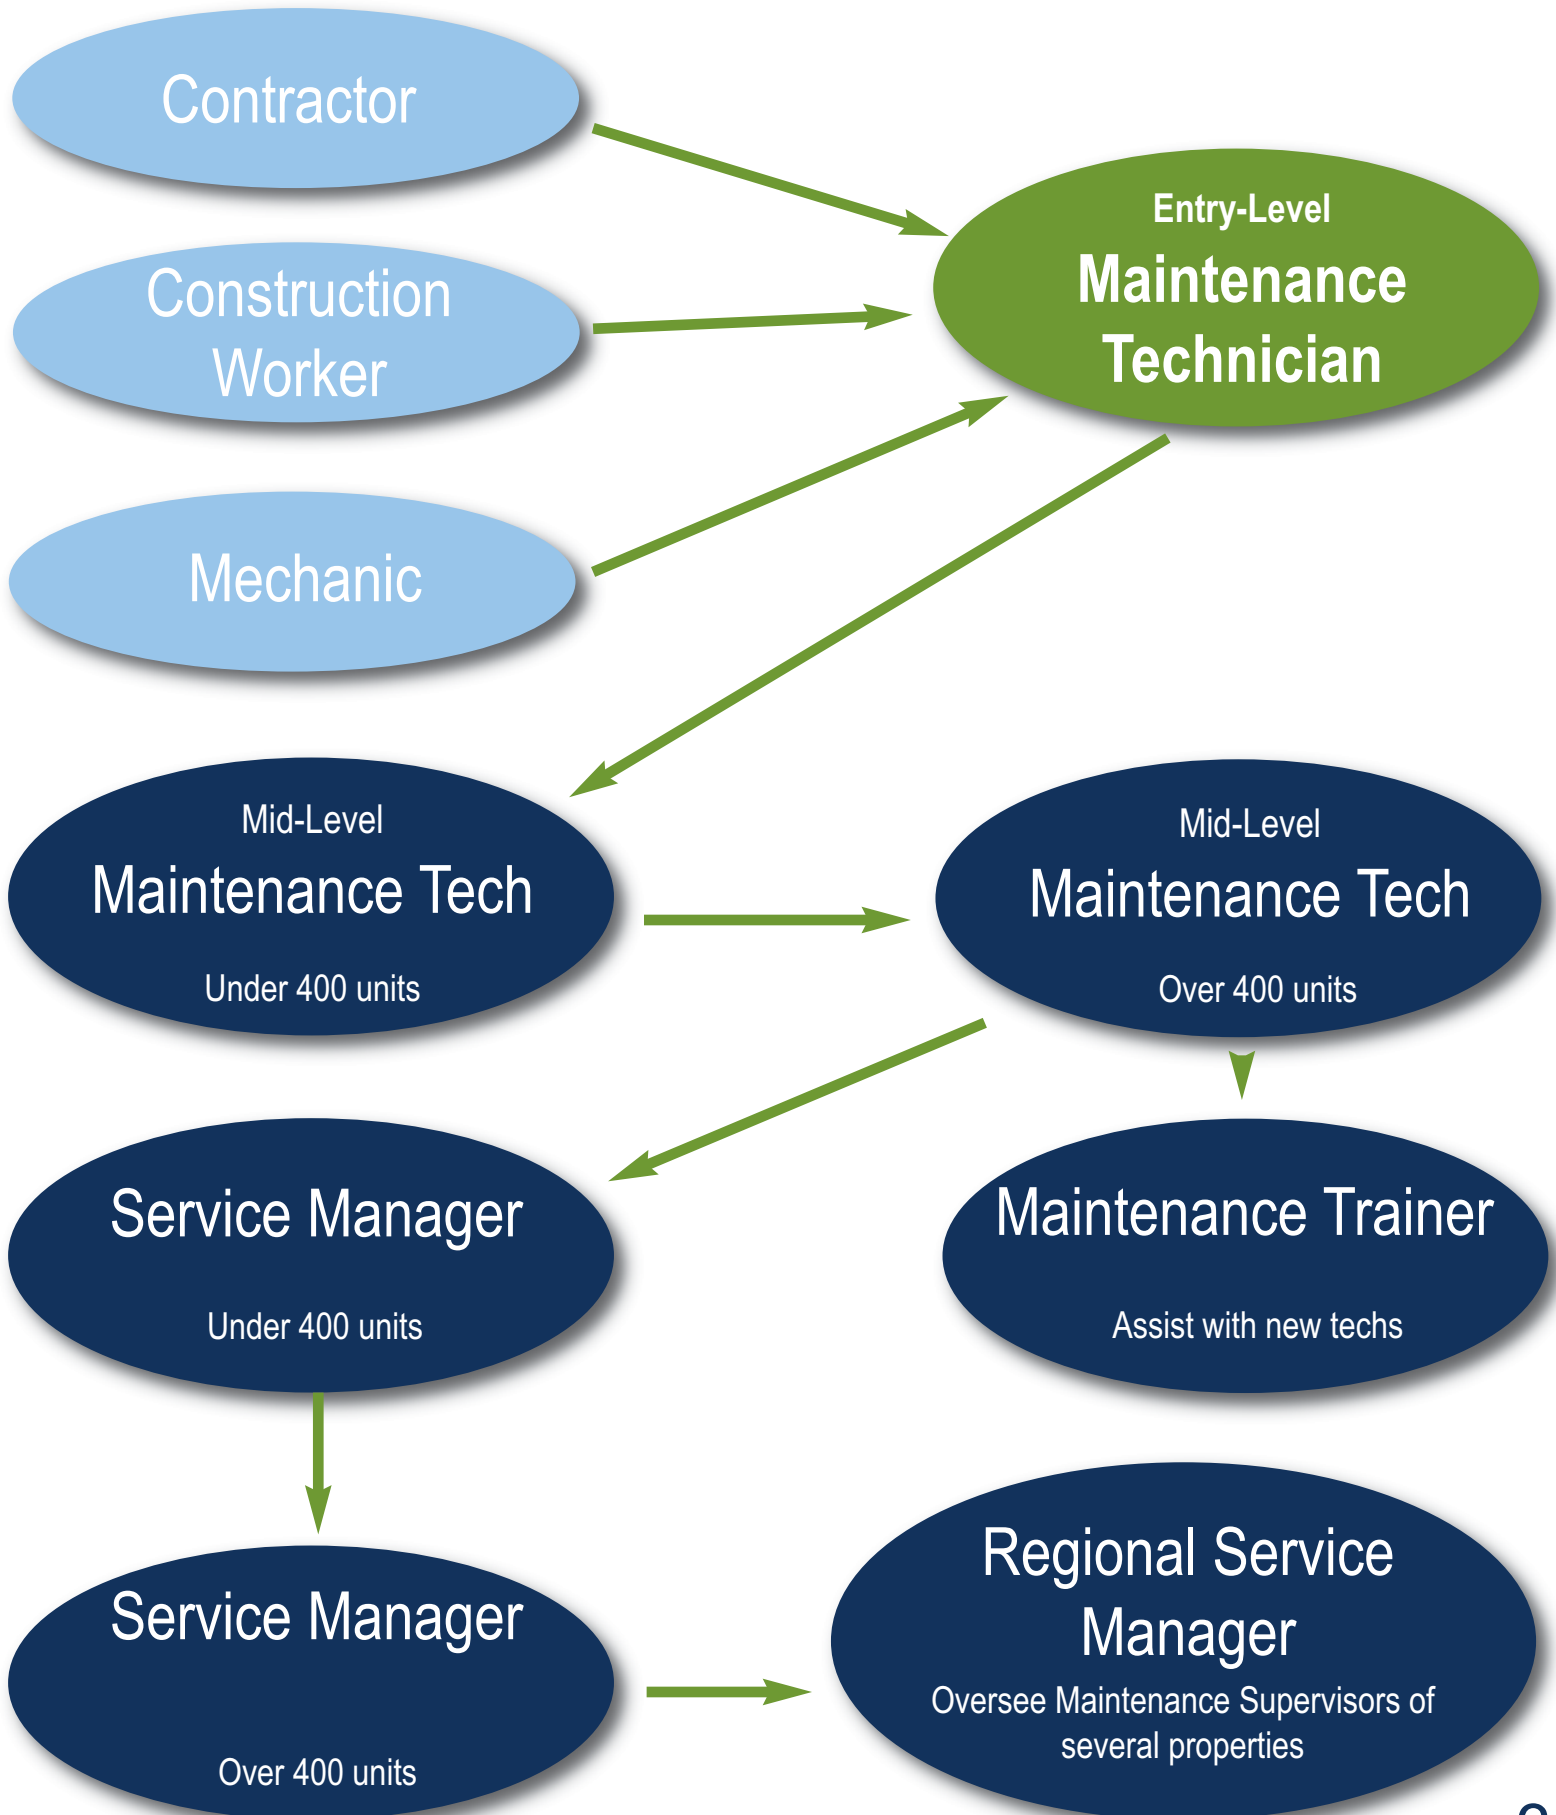 Contractor
Entry-Level
Maintenance
Technician
Construction
Worker
Mechanic
Mid-Level
Maintenance Tech
Under 400 units
Mid-Level
Maintenance Tech
Over 400 units
Service Manager
Under 400 units
Maintenance Trainer
Assist with new techs
Service Manager
Over 400 units
Regional Service
Manager
Oversee Maintenance Supervisors of
several properties